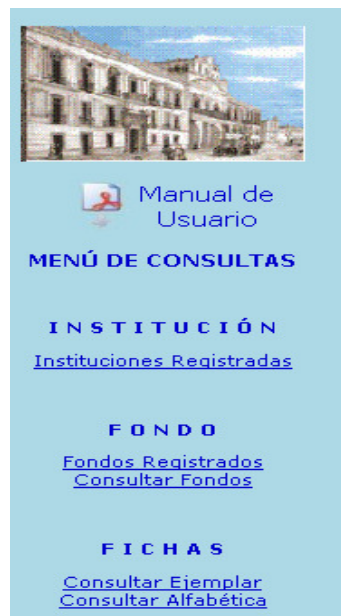 Manual de
Usuario
MENÚ DE CONSULTAS
INSTITUCIÓN
Instituciones Registradas
FONDO
Fondos Registrados
Consultar Fondos
FICHAS
Consultar Ejemplar
Consultar Alfabética